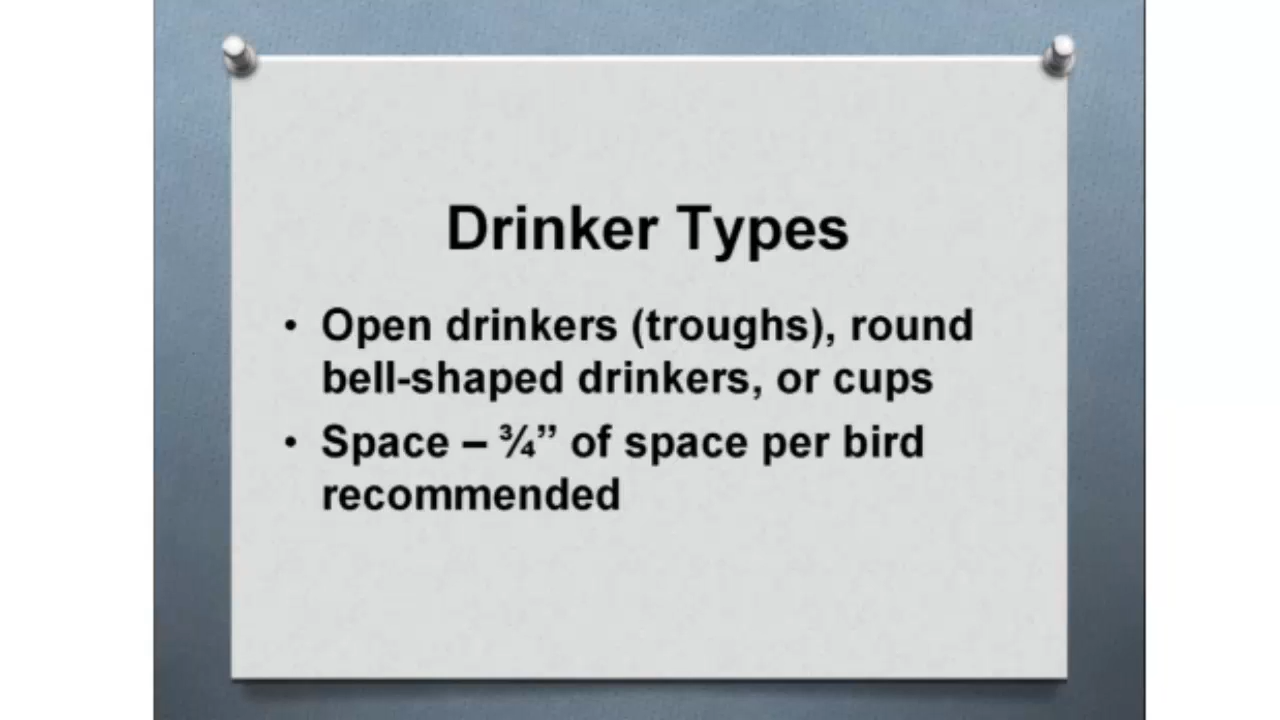 Drinker Types
• Open drinkers (troughs), round
bell-shaped drinkers, or cups
• Space – ¾” of space per bird
recommended